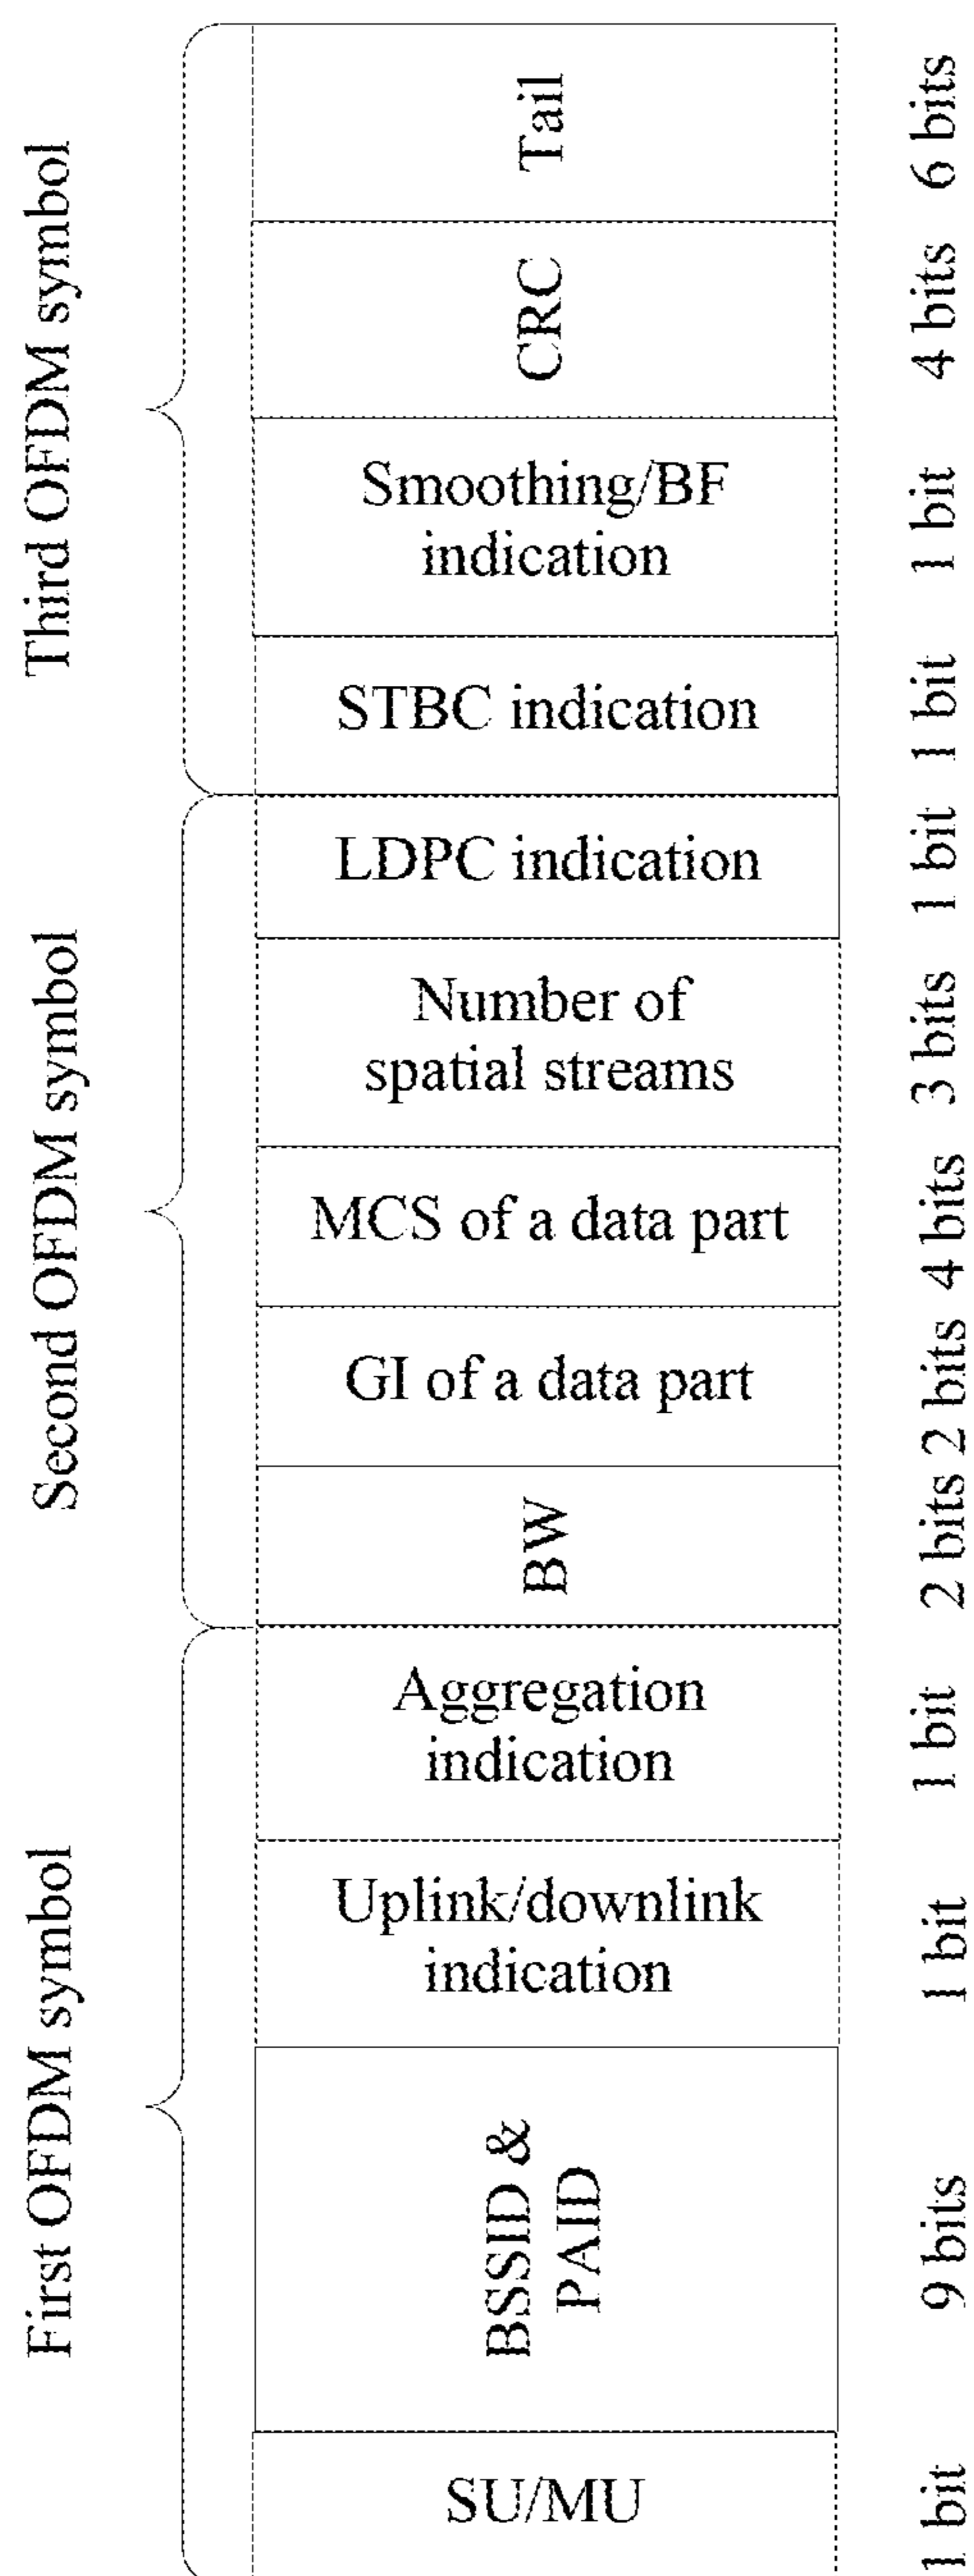 First OFDM symbol
Second OFDM symbol
Third OFDM symbol
SU/MU
BSSID &
PAID
Uplink/downlink
indication
Aggregation
indication
BW
GI of a data part
MCS of a data part
Number of
spatial streams
LDPC indication
STBC indication
Smoothing/BF
indication
CRC
Tail
1 bit
9 bits
1 bit
1 bit
2 bits
2 bits
4 bits
3 bits
1 bit
1 bit
1 bit
4 bits
6 bits